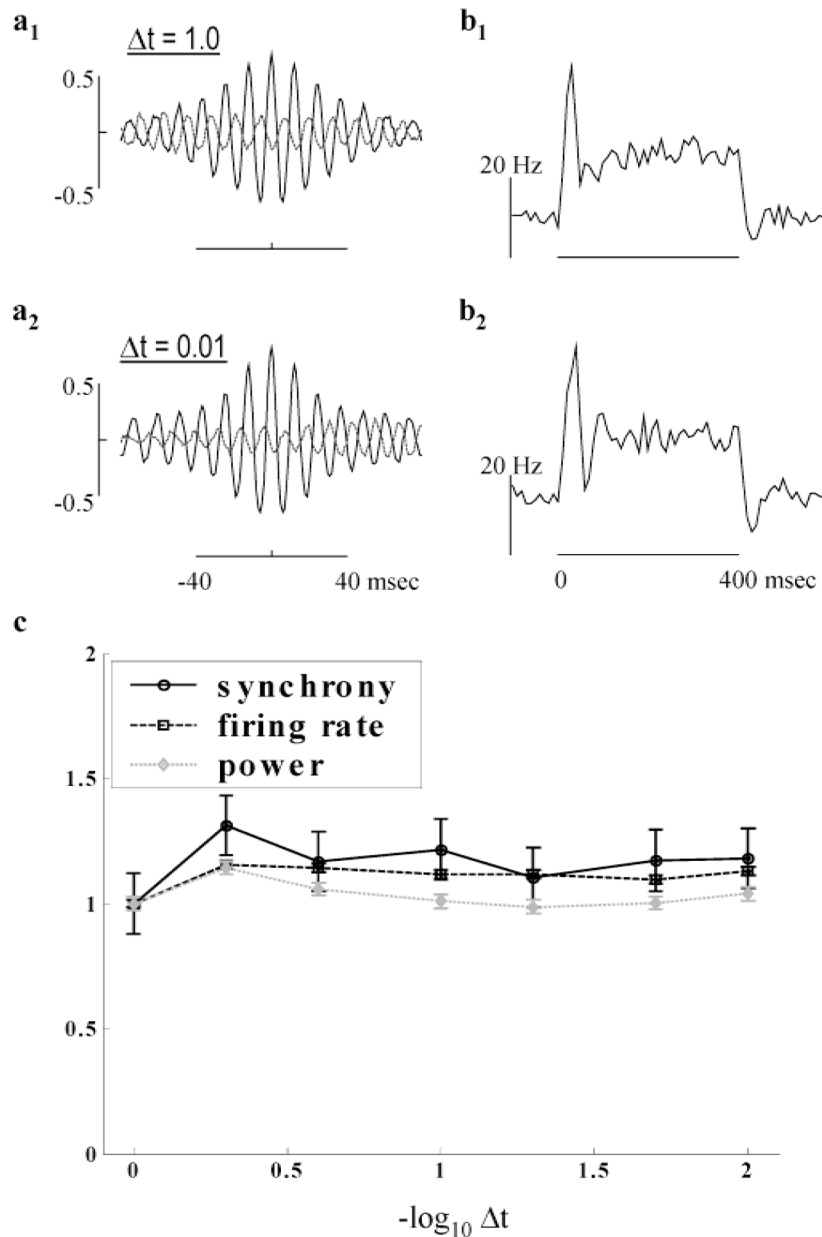 a1
Δt = 1.0
0.5
-0.5
b1
20 Hz
a2
Δt = 0.01
0.5
-0.5
-40
40 msec
b2
20 Hz
0
400 msec
c
2
1.5
1
0.5
0
synchrony
firing rate
power
0
0.5
1
1.5
2
-log10 Δt